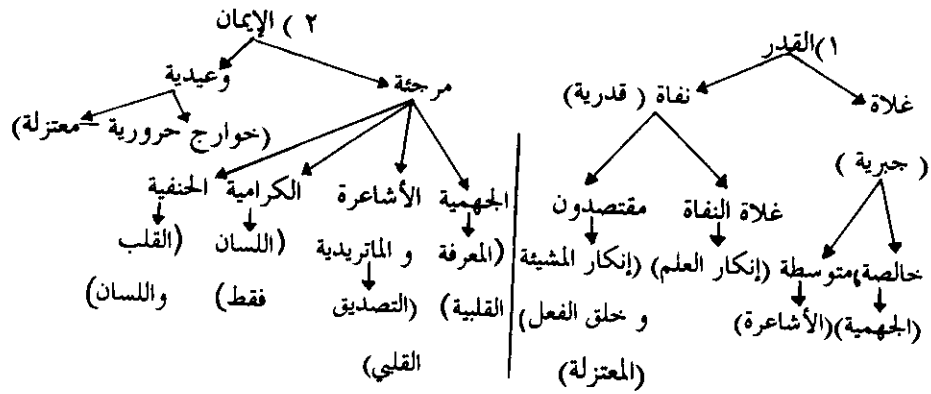 ١) القدر
غلاة نفاة ( قدرية)
( جبرية )
غلاة النفاة مقتصدون
خالصة، متوسطة (إنكار العلم) (إنكار المشيئة
(الجهمية) (الأشاعرة) و خلق الفعل)
(المعتزلة)
٢ ) الإيمان
مرجئة وعيدية
(خوارج حرورية – معتزلة)
الجهمية الأشاعرة الكرامية الحنفية
(المعرفة و الماتريدية (اللسان (القلب
القلبية) (التصديق فقط) واللسان)
القلبي)